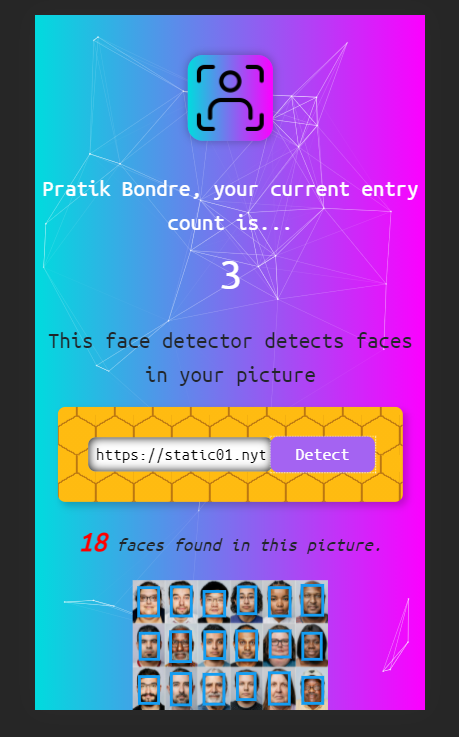 Pratik Bondre, your current entry
count is...
3
This face detector detects faces
in your picture
https://static01.nyt Detect
18 faces found in this picture.